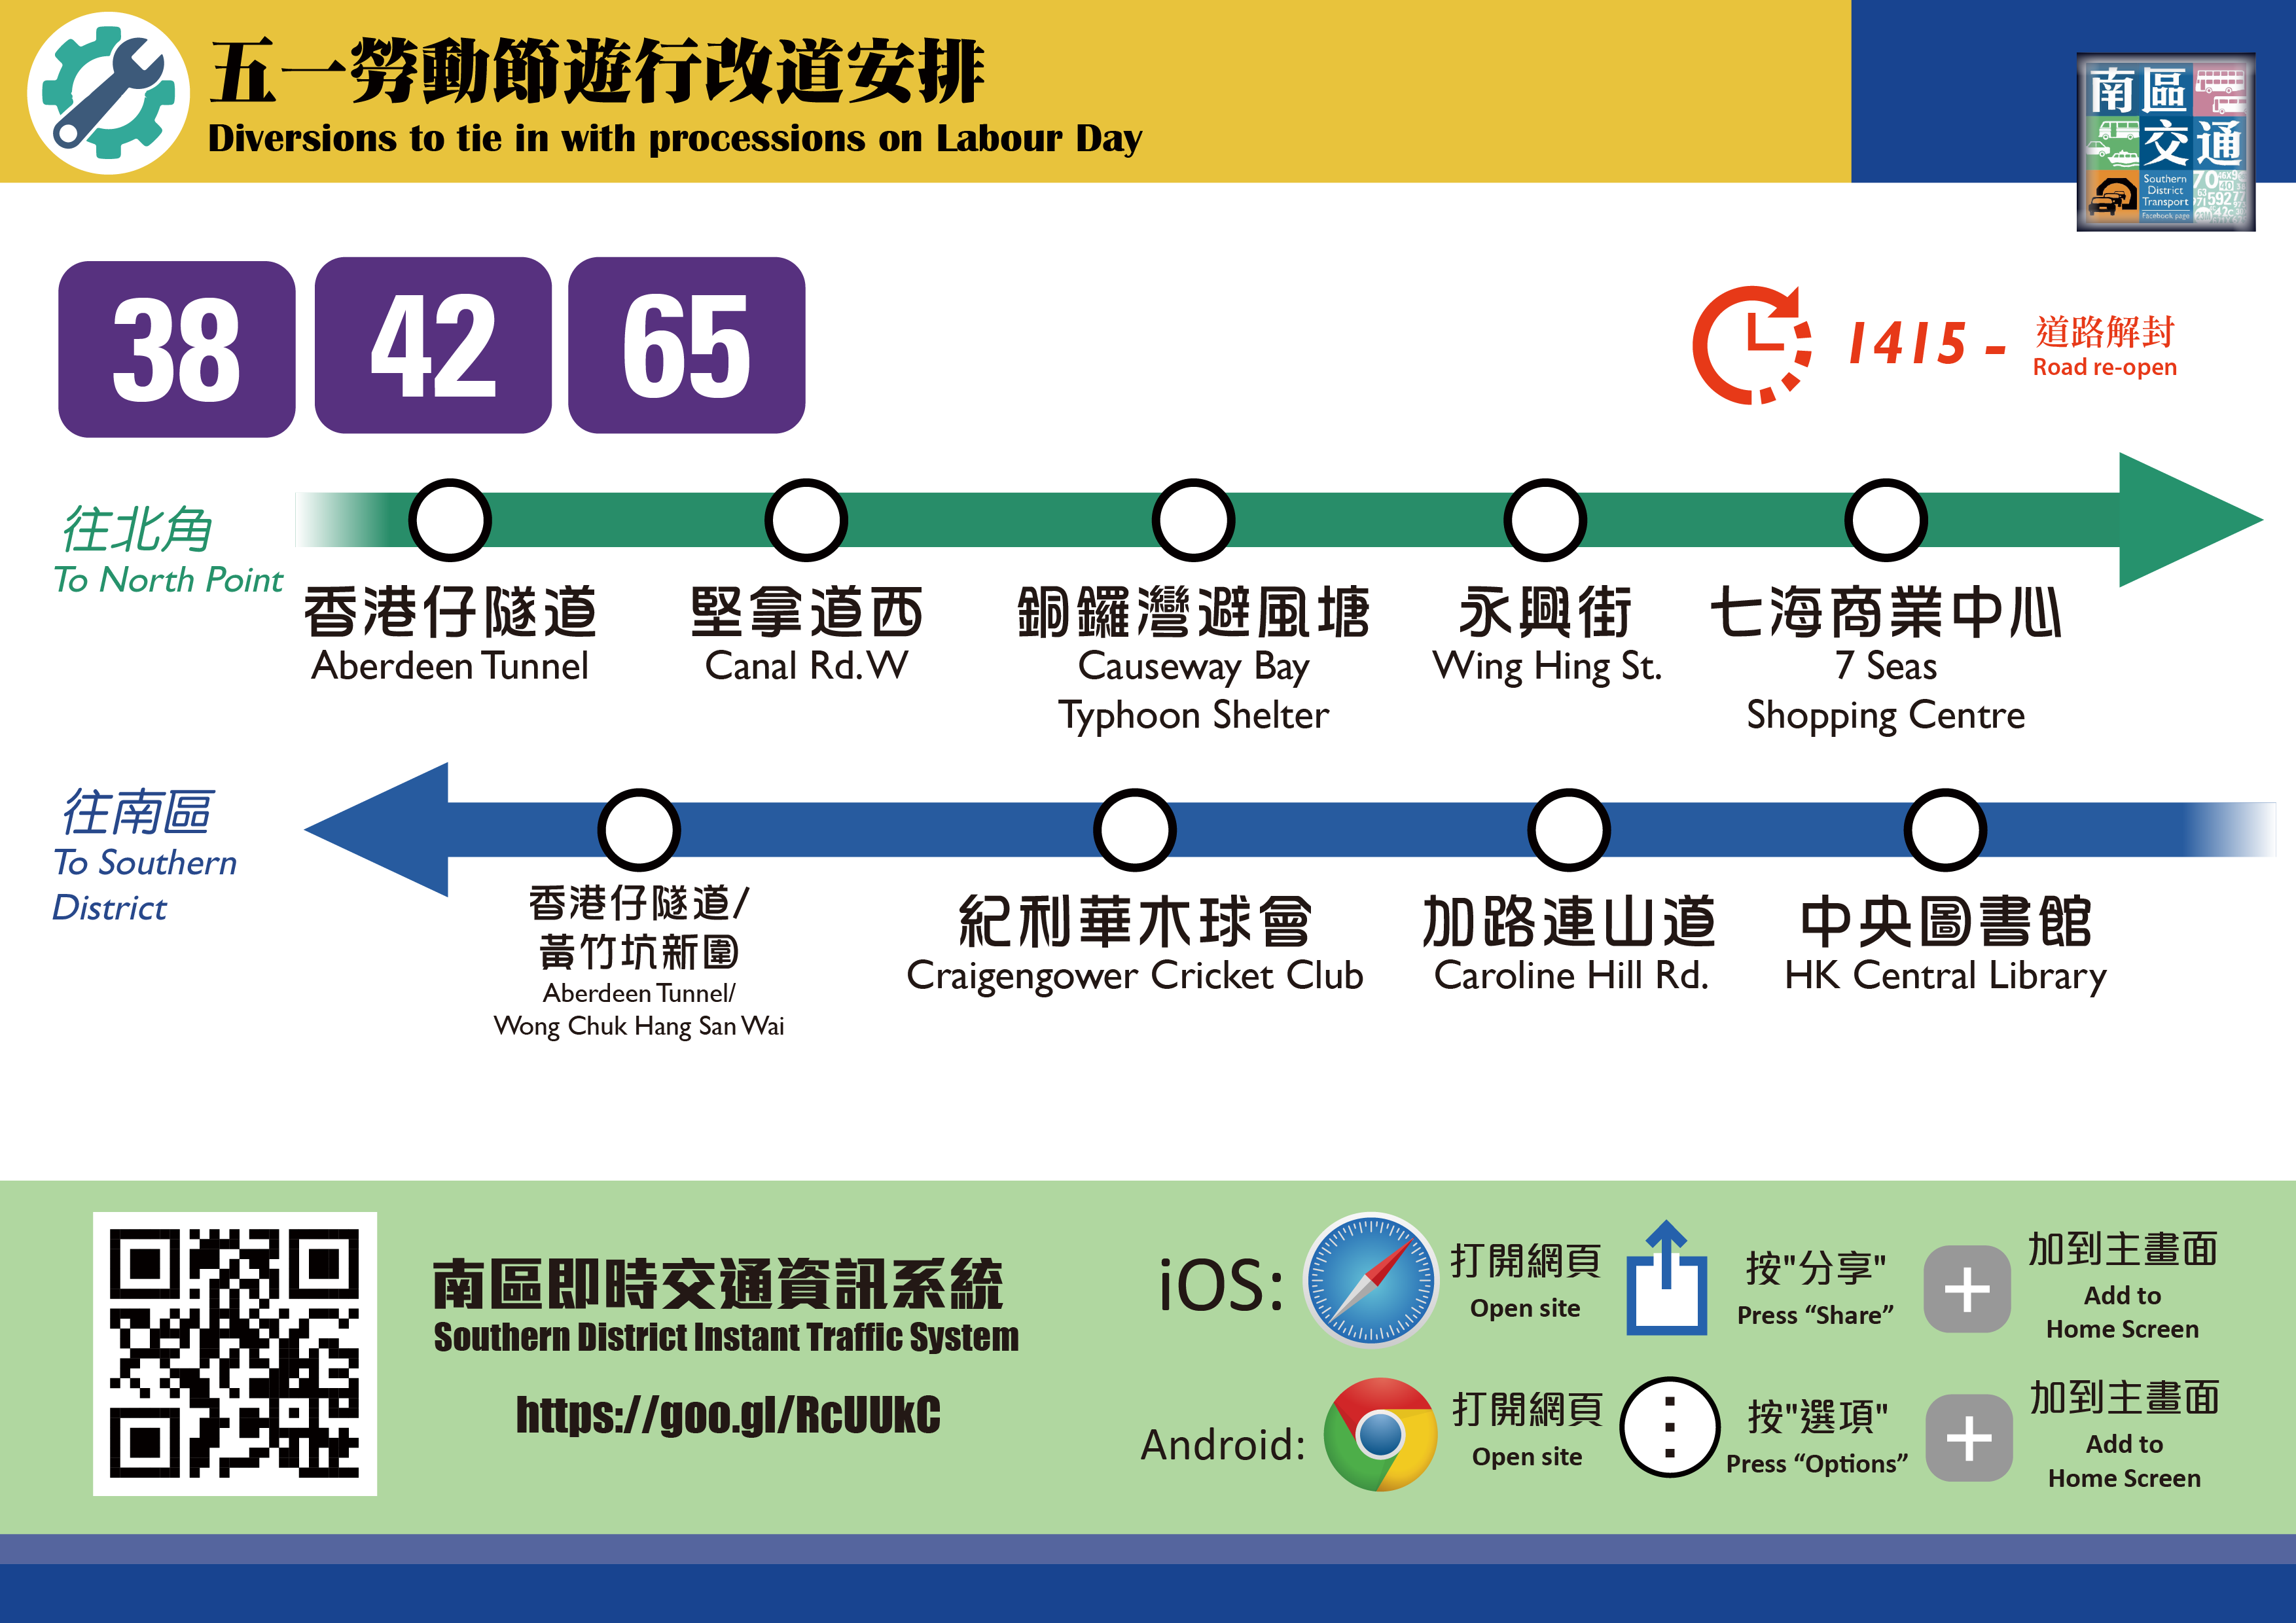 五一勞動節遊行改道安排
Diversions to tie in with processions on Labour Day
南區
交通
Southern
District
Transport
Facebook page
38
42
65
1415 -
道路解封
Road re-open
往北角
To North Point
香港仔隧道
Aberdeen Tunnel
堅拿道西
Canal Rd. W
銅鑼灣避風塘
Causeway Bay
Typhoon Shelter
永興街
Wing Hing St.
七海商業中心
7 Seas
Shopping Centre
往南區
To Southern
District
香港仔隧道/
黃竹坑新圍
Aberdeen Tunnel/
Wong Chuk Hang San Wai
紀利華木球會
Craigengower Cricket Club
加路連山道
Caroline Hill Rd.
中央圖書館
HK Central Library
南區即時交通資訊系統
Southern District Instant Traffic System
https://goo.gl/RcUUkC
iOS:
打開網頁
Open site
按"分享"
Press “Share”
加到主畫面
Add to
Home Screen
Android:
打開網頁
Open site
按"選項"
Press “Options”
加到主畫面
Add to
Home Screen